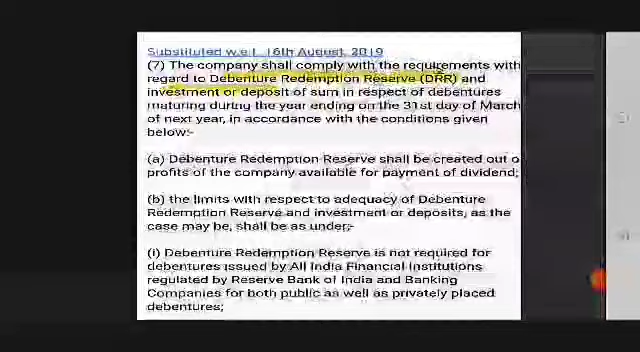 Substituted w.e.f. 16th August, 2019
(7) The company shall comply with the requirements with
regard to Debenture Redemption Reserve (DRR) and
investment or deposit of sum in respect of debentures
maturing during the year ending on the 31st day of March
of next year, in accordance with the conditions given
below:-
(a) Debenture Redemption Reserve shall be created out o
profits of the company available for payment of dividend;
(b) the limits with respect to adequacy of Debenture
Redemption Reserve and investment or deposits, as the
case may be, shall be as under;-
(i) Debenture Redemption Reserve is not required for
debentures issued by All India Financial Institutions
regulated by Reserve Bank of India and Banking
Companies for both public as well as privately placed
debentures;